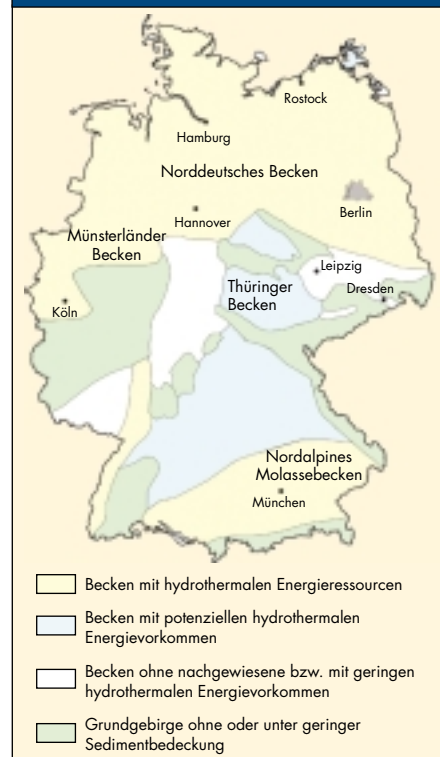 Rostock
Hamburg
Norddeutsches Becken
Berlin
Hannover
Münsterländer
Becken
Leipzig
Thüringer
Becken
Dresden
Köln
Nordalpines
Molassebecken
München
Becken mit hydrothermalen Energieressourcen
Becken mit potenziellen hydrothermalen
Energievorkommen
Becken ohne nachgewiesene bzw. mit geringen
hydrothermalen Energievorkommen
Grundgebirge ohne oder unter geringer
Sedimentbedeckung